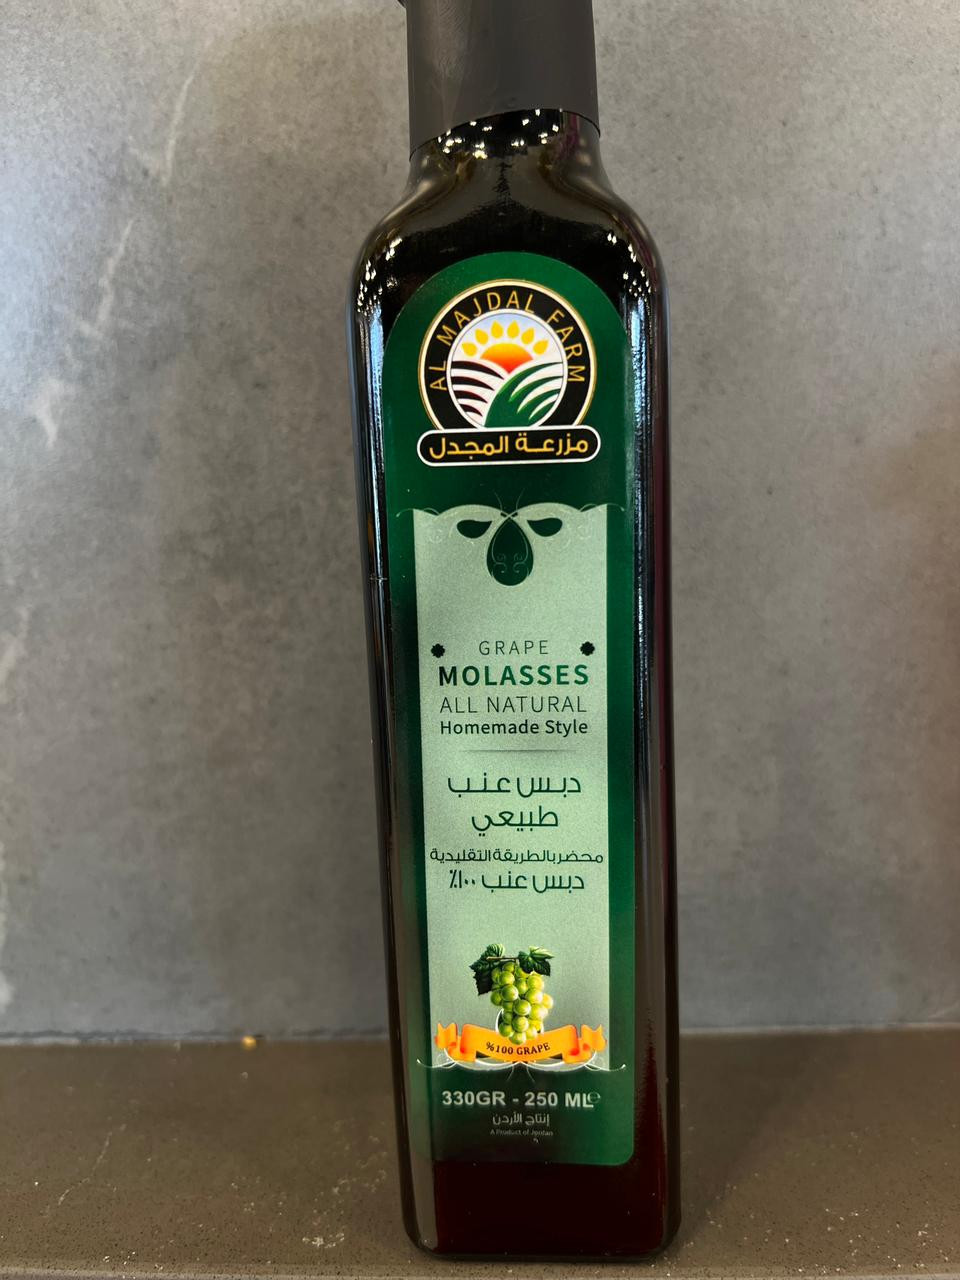 AL MAJDAL FARM
مزرعة المجدل
GRAPE
MOLASSES
ALL NATURAL
Homemade Style
دبس عنب
طبيعي
محضر بالطريقة التقليدية
دبس عنب ١٠٠٪
%100 GRAPE
330GR - 250 ML℮
إنتاج الأردن
A Product of Jordan